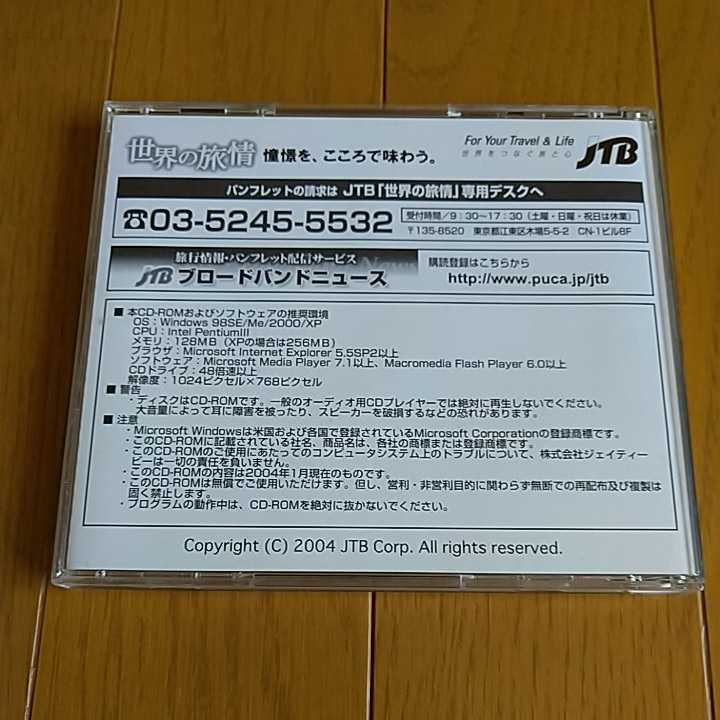 世界の旅情 憧憬を、こころで味わう。
For Your Travel & Life
世界をつなぐ旅と心
JTB
パンフレットの請求は JTB「世界の旅情」専用デスクへ
☎03-5245-5532
受付時間/9:30~17:30(土曜・日曜・祝日は休業)
〒135-8520 東京都江東区木場5-5-2 CN-1ビル8F
旅行情報・パンフレット配信サービス
JTB ブロードバンドニュース
News
購読登録はこちらから
http://www.puca.jp/jtb
■ 本CD-ROMおよびソフトウェアの推奨環境
OS:Windows 98SE/Me/2000/XP
CPU:Intel PentiumIII
メモリ:128MB(XPの場合は256MB)
ブラウザ:Microsoft Internet Explorer 5.5SP2以上
ソフトウェア:Microsoft Media Player 7.1以上、Macromedia Flash Player 6.0以上
CDドライブ:48倍速以上
解像度:1024ピクセル×768ピクセル
■ 警告
・ディスクはCD-ROMです。一般のオーディオ用CDプレイヤーでは絶対に再生しないでください。
大音量によって耳に障害を被ったり、スピーカーを破損するなどの恐れがあります。
■ 注意
・Microsoft Windowsは米国および各国で登録されているMicrosoft Corporationの登録商標です。
・このCD-ROMに記載されている社名、商品名は、各社の商標または登録商標です。
・このCD-ROMのご使用にあたってのコンピュータシステム上のトラブルについて、株式会社ジェイティー
ビーは一切の責任を負いません。
・このCD-ROMの内容は2004年1月現在のものです。
・このCD-ROMは無償でご使用いただけます。但し、営利・非営利目的に関わらず無断での再配布及び複製は
固く禁止します。
・プログラムの動作中は、CD-ROMを絶対に抜かないでください。
Copyright (C) 2004 JTB Corp. All rights reserved.